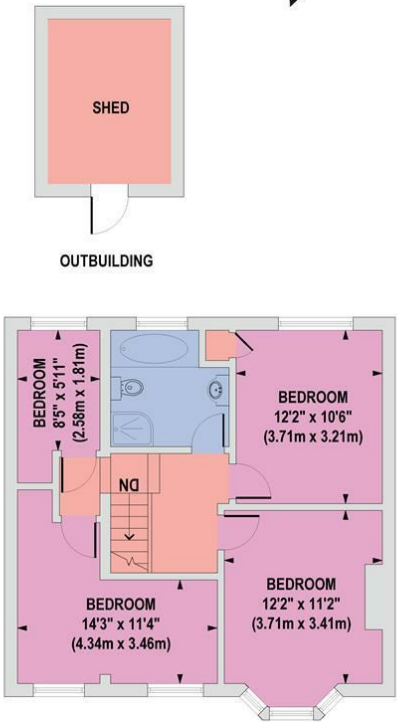 SHED
OUTBUILDING
BEDROOM
8'5" x 5'11"
(2.58m x 1.81m)
BEDROOM
12'2" x 10'6"
(3.71m x 3.21m)
DN
BEDROOM
14'3" x 11'4"
(4.34m x 3.46m)
BEDROOM
12'2" x 11'2"
(3.71m x 3.41m)